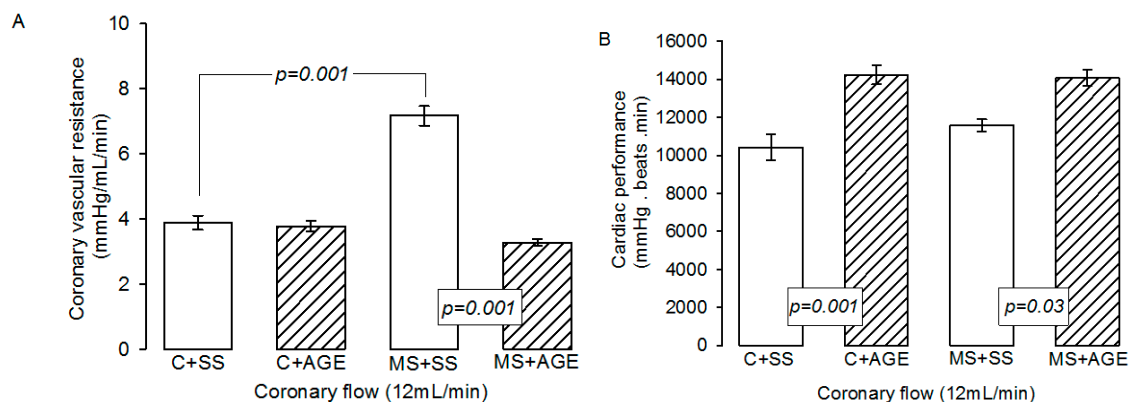 A
Coronary vascular resistance
(mmHg/mL/min)
10
8
6
4
2
0
p=0.001
p=0.001
C+SS C+AGE MS+SS MS+AGE
Coronary flow (12mL/min)
B
Cardiac performance
(mmHg . beats .min)
16000
14000
12000
10000
8000
6000
4000
2000
0
p=0.001 p=0.03
C+SS C+AGE MS+SS MS+AGE
Coronary flow (12mL/min)